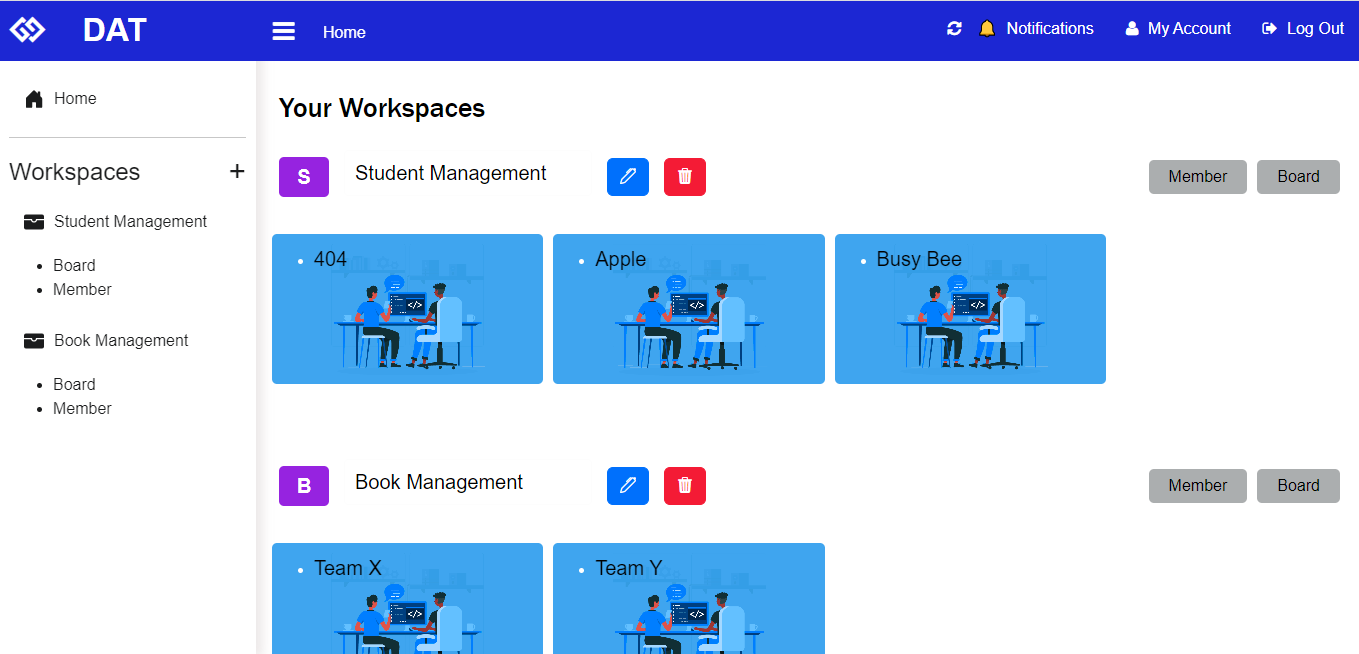 DAT
Home
Notifications
My Account
Log Out
Home
Workspaces +
Student Management
• Board
• Member
Book Management
• Board
• Member
Your Workspaces
S Student Management
Member Board
• 404
</>
• Apple
</>
• Busy Bee
</>
B Book Management
Member Board
• Team X
</>
• Team Y
</>